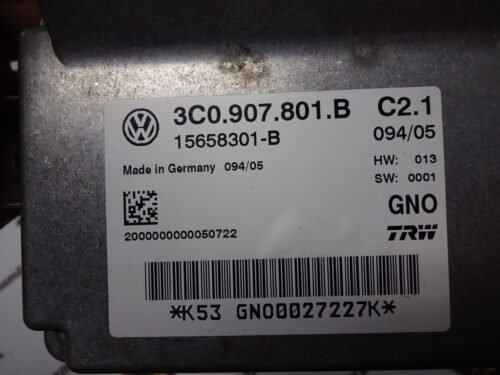 3C0.907.801.B C2.1
15658301-B 094/05
Made in Germany 094/05 HW: 013
SW: 0001
GNO
2000000000050722 TRW
*K53 GNO0027227K*